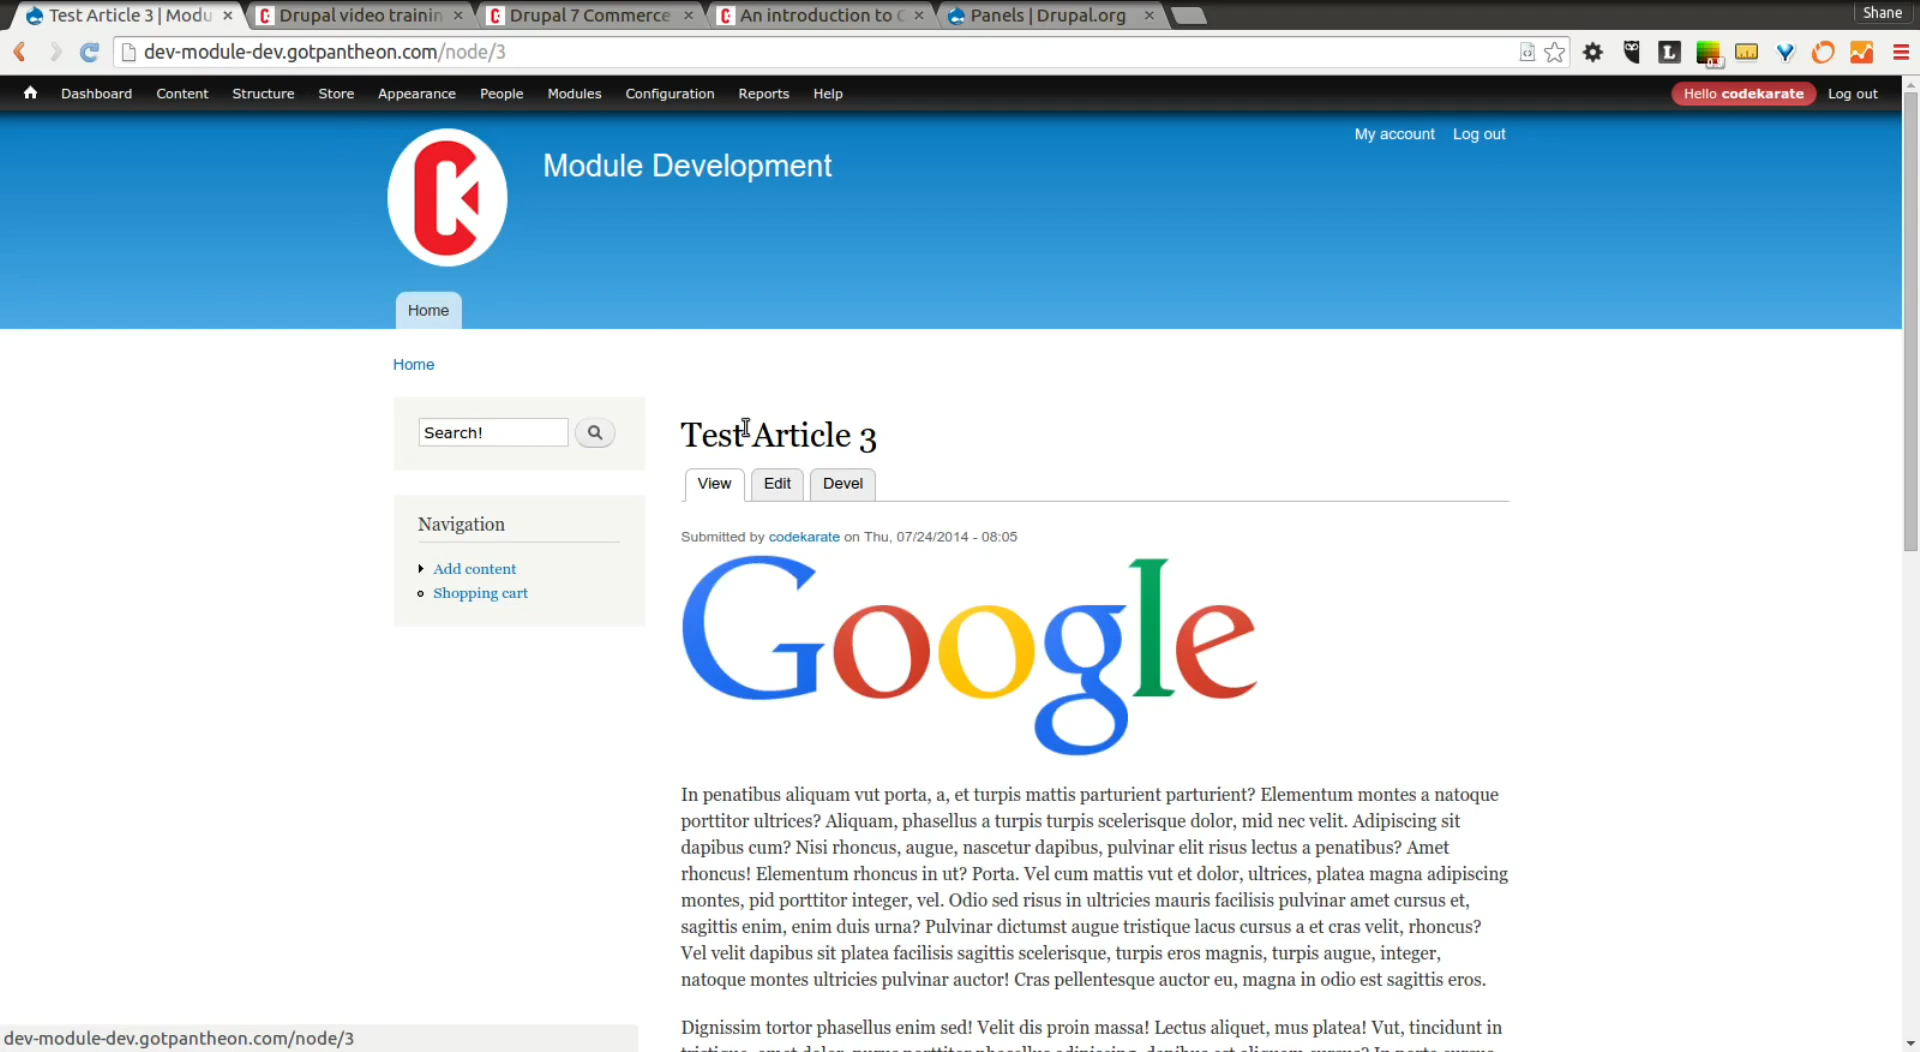 Test Article 3 | Modu
Drupal video trainin
Drupal 7 Commerce
An introduction to C
Panels | Drupal.org
Shane
dev-module-dev.gotpantheon.com/node/3
Dashboard Content Structure Store Appearance People Modules Configuration Reports Help
Hello codekarate Log out
My account Log out
Module Development
Home
Home
Search!
Navigation
Add content
Shopping cart
Test Article 3
View Edit Devel
Submitted by codekarate on Thu, 07/24/2014 - 08:05
Google
In penatibus aliquam vut porta, a, et turpis mattis parturient parturient? Elementum montes a natoque
porttitor ultrices? Aliquam, phasellus a turpis turpis scelerisque dolor, mid nec velit. Adipiscing sit
dapibus cum? Nisi rhoncus, augue, nascetur dapibus, pulvinar elit risus lectus a penatibus? Amet
rhoncus! Elementum rhoncus in ut? Porta. Vel cum mattis vut et dolor, ultrices, platea magna adipiscing
montes, pid porttitor integer, vel. Odio sed risus in ultricies mauris facilisis pulvinar amet cursus et,
sagittis enim, enim duis urna? Pulvinar dictumst augue tristique lacus cursus a et cras velit, rhoncus?
Vel velit dapibus sit platea facilisis sagittis scelerisque, turpis eros magnis, turpis augue, integer,
natoque montes ultricies pulvinar auctor! Cras pellentesque auctor eu, magna in odio est sagittis eros.
Dignissim tortor phasellus enim sed! Velit dis proin massa! Lectus aliquet, mus platea! Vut, tincidunt in
dev-module-dev.gotpantheon.com/node/3